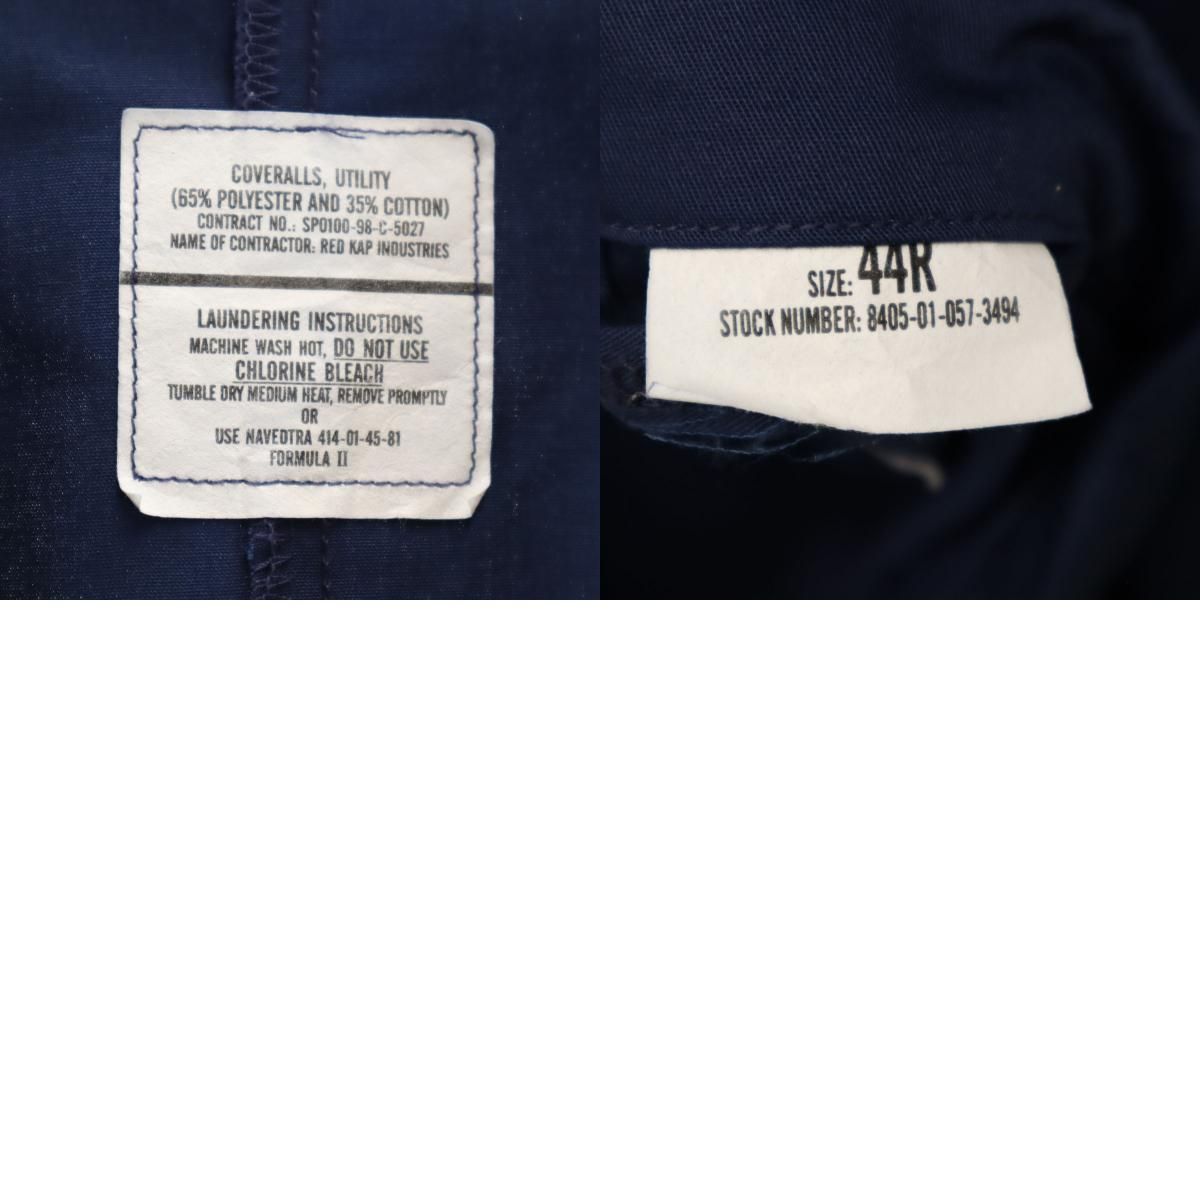 COVERALLS, UTILITY
(65% POLYESTER AND 35% COTTON)
CONTRACT NO.: SPO100-98-C-5027
NAME OF CONTRACTOR: RED KAP INDUSTRIES
LAUNDERING INSTRUCTIONS
MACHINE WASH HOT, DO NOT USE
CHLORINE BLEACH
TUMBLE DRY MEDIUM HEAT, REMOVE PROMPTLY
OR
USE NAVEDTRA 414-01-45-81
FORMULA II
SIZE: 44R
STOCK NUMBER: 8405-01-057-3494